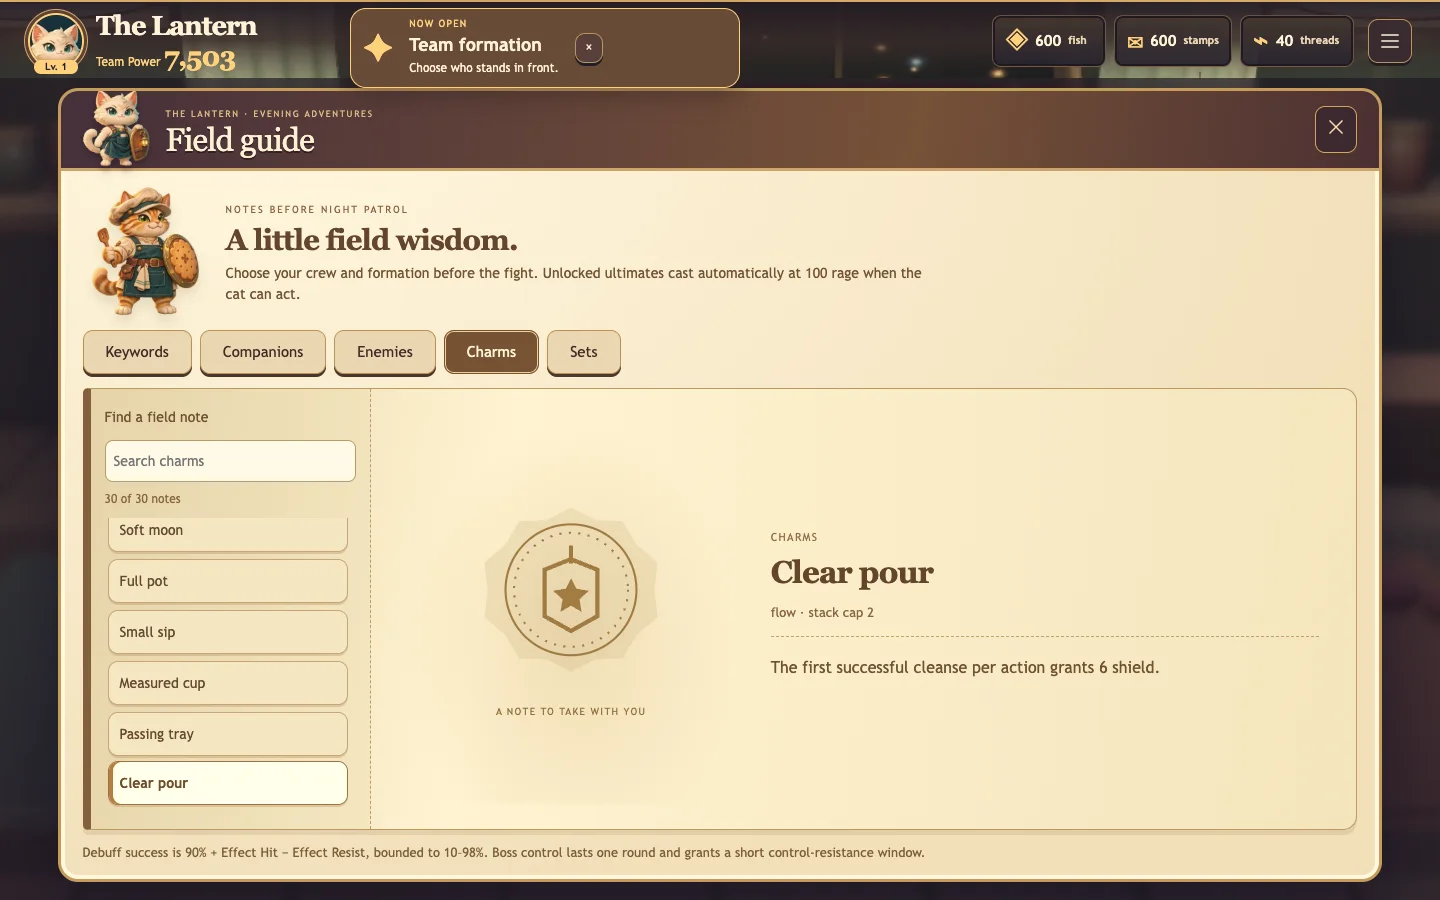 The Lantern
Lv. 1
Team Power 7,503
NOW OPEN
Team formation
Choose who stands in front.
×
600 fish
600 stamps
40 threads
THE LANTERN · EVENING ADVENTURES
Field guide
NOTES BEFORE NIGHT PATROL
A little field wisdom.
Choose your crew and formation before the fight. Unlocked ultimates cast automatically at 100 rage when the
cat can act.
Keywords
Companions
Enemies
Charms
Sets
Find a field note
Search charms
30 of 30 notes
Soft moon
Full pot
Small sip
Measured cup
Passing tray
Clear pour
A NOTE TO TAKE WITH YOU
CHARMS
Clear pour
flow · stack cap 2
The first successful cleanse per action grants 6 shield.
Debuff success is 90% + Effect Hit − Effect Resist, bounded to 10–98%. Boss control lasts one round and grants a short control-resistance window.